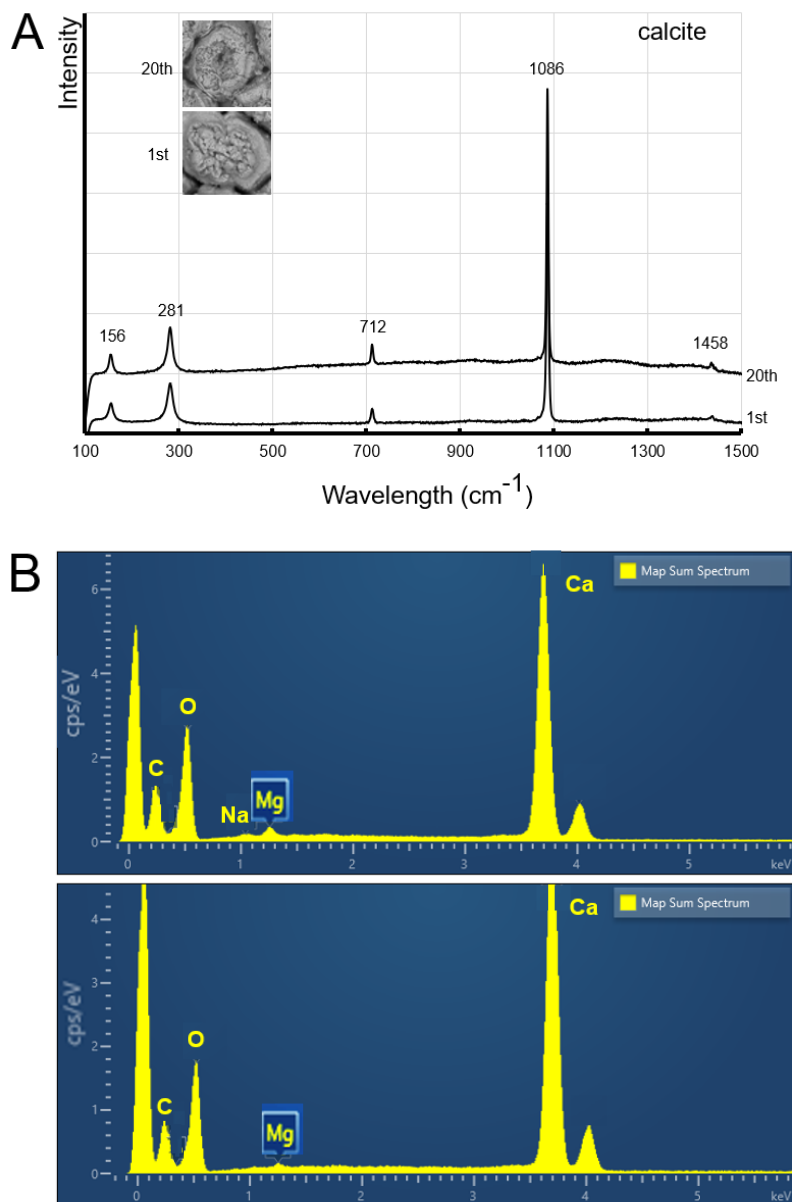 A
Intensity
calcite
20th
1086
1st
281
156
712
1458
20th
1st
100 300 500 700 900 1100 1300 1500
Wavelength (cm-1)
B
Map Sum Spectrum
Ca
6
cps/eV
4
O
2
C
Na
Mg
0
0 1 2 3 4 5 keV
Map Sum Spectrum
Ca
4
cps/eV
3
2
O
C
1
Mg
0
0 1 2 3 4 5 keV